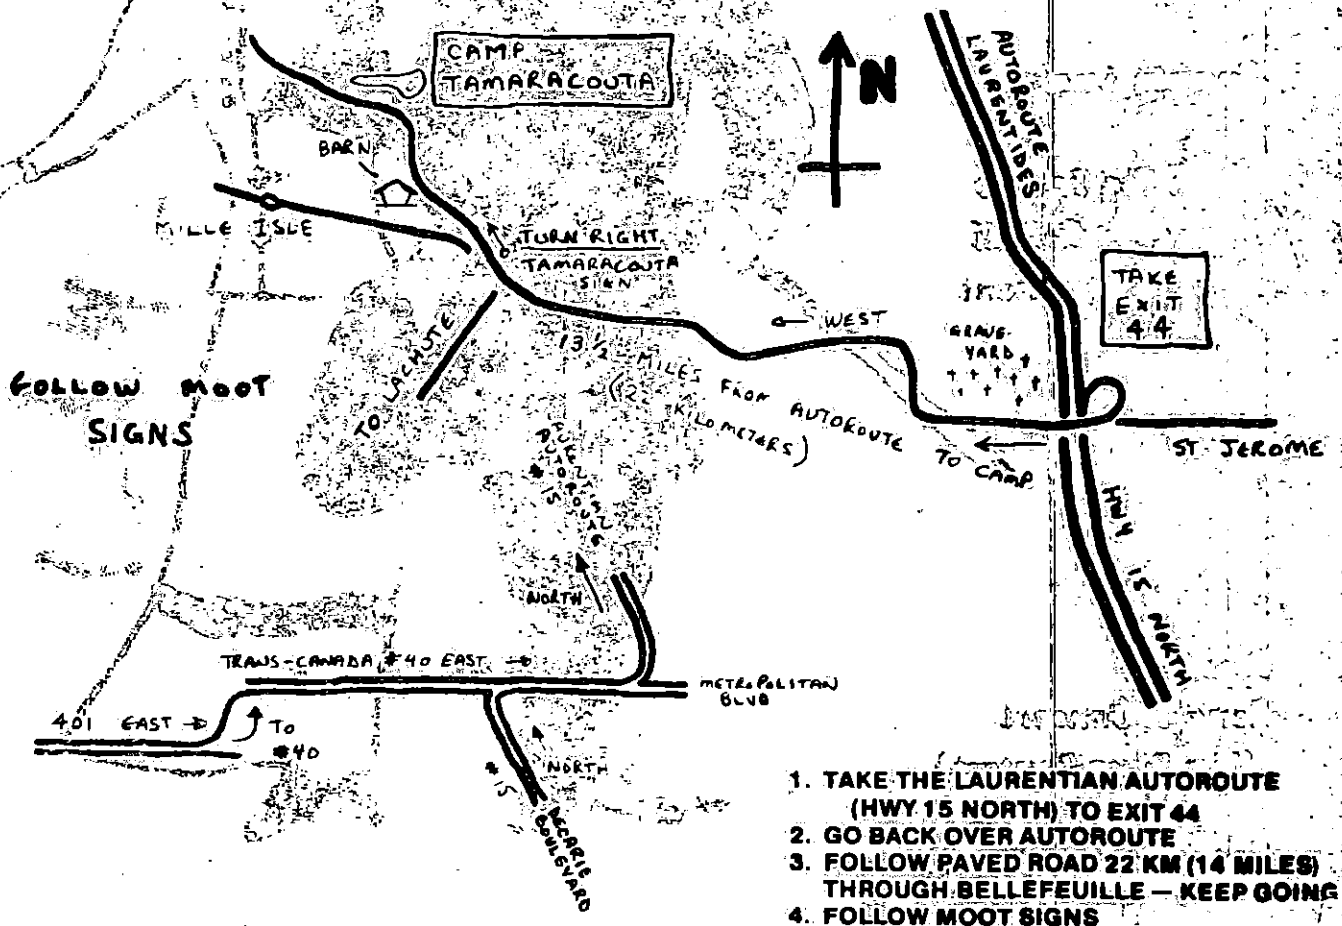 CAMP
TAMARACOUTA
N
AUTOROUTE
LAURENTIDES
BARN
MILLE ISLE
TURN RIGHT
TAMARACOUTA
SIGN
TAKE
EXIT
44
WEST
GRAVE-
YARD
13 1/2 MILES FROM AUTOROUTE TO CAMP
KILOMETERS)
TO LACHUTE
FOLLOW MOOT
SIGNS
ST JEROME
AUTOROUTE
# 15
NORTH
HWY 15 NORTH
TRANS-CANADA #40 EAST
METROPOLITAN
BLVD
401 EAST
TO
#40
NORTH
# 15
DECARIE
BOULEVARD
1. TAKE THE LAURENTIAN AUTOROUTE
(HWY 15 NORTH) TO EXIT 44
2. GO BACK OVER AUTOROUTE
3. FOLLOW PAVED ROAD 22 KM (14 MILES)
THROUGH BELLEFEUILLE — KEEP GOING
4. FOLLOW MOOT SIGNS